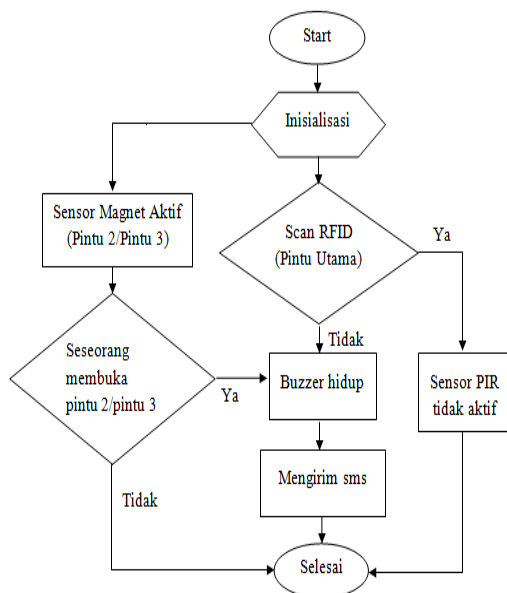 Start
Inisialisasi
Sensor Magnet Aktif
(Pintu 2/Pintu 3)
Scan RFID
(Pintu Utama)
Ya
Tidak
Seseorang
membuka
pintu 2/pintu 3
Ya
Buzzer hidup
Sensor PIR
tidak aktif
Mengirim sms
Tidak
Selesai